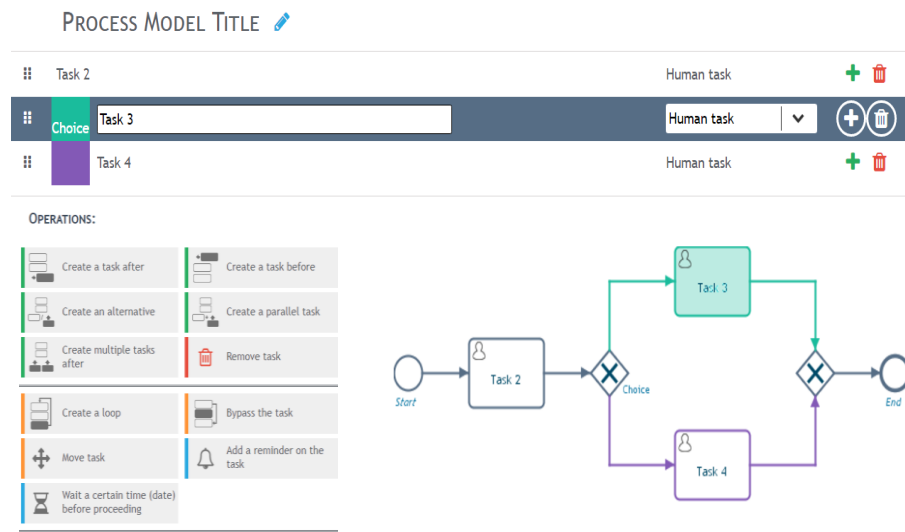 Process Model Title
Task 2 Human task
Choice Task 3 Human task
Task 4 Human task
Operations:
Create a task after
Create a task before
Create an alternative
Create a parallel task
Create multiple tasks
after
Remove task
Create a loop
Bypass the task
Move task
Add a reminder on the
task
Wait a certain time (date)
before proceeding
Task 3
Task 2
Start
Choice
End
Task 4